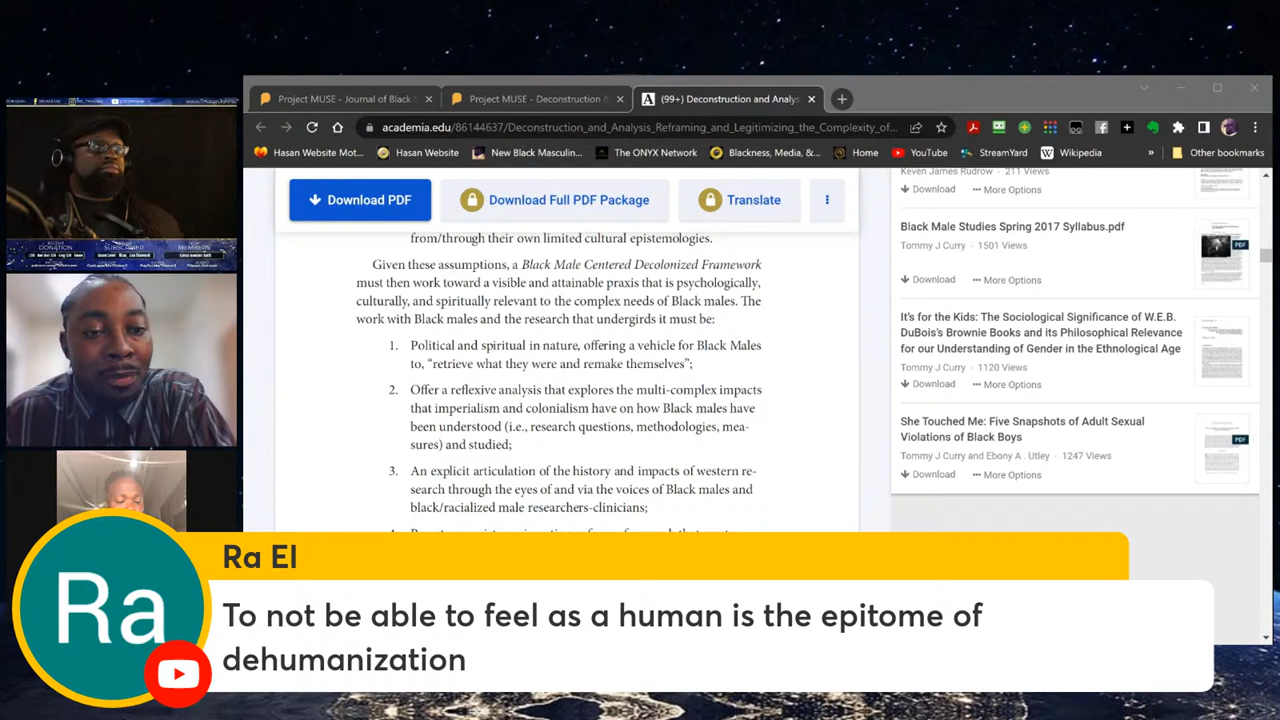 www.THasanJohnso
DONATION
SUBSCRIBER
NEW
MEMBERS
Project MUSE - Journal of Black
Project MUSE - Deconstruction
(99+) Deconstruction and Analys
academia.edu/86144637/Deconstruction_and_Analysis_Reframing_and_Legitimizing_the_Complexity_of...
Hasan Website Mot...
Hasan Website
New Black Masculin...
The ONYX Network
Blackness, Media, &...
Home
YouTube
StreamYard
Wikipedia
»
Other bookmarks
Download PDF
Download Full PDF Package
Translate
from/through their own limited cultural epistemologies.
Given these assumptions, a Black Male Centered Decolonized Framework
must then work toward a visible and attainable praxis that is psychologically,
culturally, and spiritually relevant to the complex needs of Black males. The
work with Black males and the research that undergirds it must be:
1. Political and spiritual in nature, offering a vehicle for Black Males
to, “retrieve what they were and remake themselves”;
2. Offer a reflexive analysis that explores the multi-complex impacts
that imperialism and colonialism have on how Black males have
been understood (i.e., research questions, methodologies, mea-
sures) and studied;
3. An explicit articulation of the history and impacts of western re-
search through the eyes of and via the voices of Black males and
black/racialized male researchers-clinicians;
Keven James Rudrow • 211 Views
Download ••• More Options
Black Male Studies Spring 2017 Syllabus.pdf
Tommy J Curry • 1501 Views
PDF
Download ••• More Options
It's for the Kids: The Sociological Significance of W.E.B.
DuBois's Brownie Books and its Philosophical Relevance
for our Understanding of Gender in the Ethnological Age
Tommy J Curry • 1120 Views
Download ••• More Options
She Touched Me: Five Snapshots of Adult Sexual
Violations of Black Boys
PDF
Tommy J Curry and Ebony A . Utley • 1247 Views
Download ••• More Options
Ra
Ra El
To not be able to feel as a human is the epitome of
dehumanization